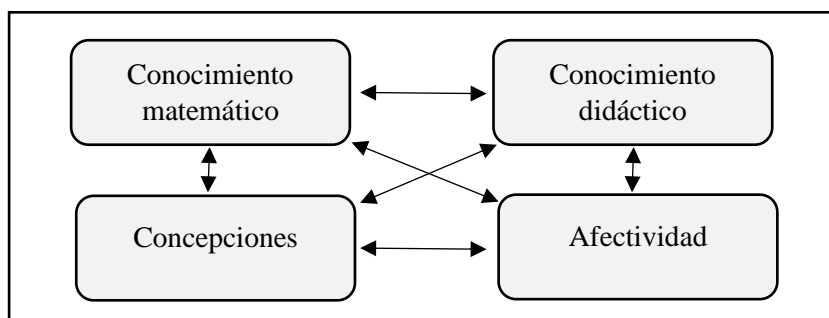 Conocimiento
matemático
Conocimiento
didáctico
Concepciones
Afectividad